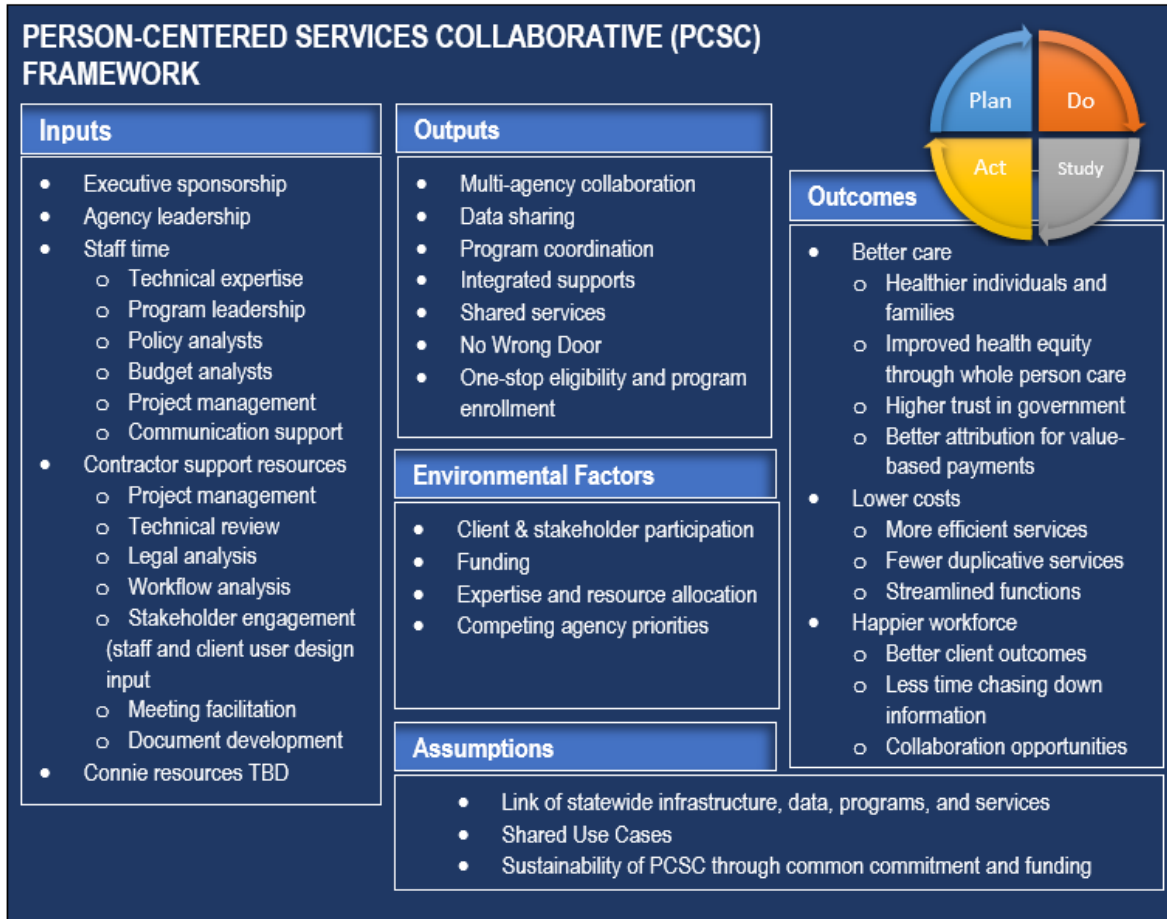 PERSON-CENTERED SERVICES COLLABORATIVE (PCSC)
FRAMEWORK
Plan
Do
Act
Study
Inputs
• Executive sponsorship
• Agency leadership
• Staff time
o Technical expertise
o Program leadership
o Policy analysts
o Budget analysts
o Project management
o Communication support
• Contractor support resources
o Project management
o Technical review
o Legal analysis
o Workflow analysis
o Stakeholder engagement
(staff and client user design
input
o Meeting facilitation
o Document development
• Connie resources TBD
Outputs
• Multi-agency collaboration
• Data sharing
• Program coordination
• Integrated supports
• Shared services
• No Wrong Door
• One-stop eligibility and program
enrollment
Environmental Factors
• Client & stakeholder participation
• Funding
• Expertise and resource allocation
• Competing agency priorities
Outcomes
• Better care
o Healthier individuals and
families
o Improved health equity
through whole person care
o Higher trust in government
o Better attribution for value-
based payments
• Lower costs
o More efficient services
o Fewer duplicative services
o Streamlined functions
• Happier workforce
o Better client outcomes
o Less time chasing down
information
o Collaboration opportunities
Assumptions
• Link of statewide infrastructure, data, programs, and services
• Shared Use Cases
• Sustainability of PCSC through common commitment and funding